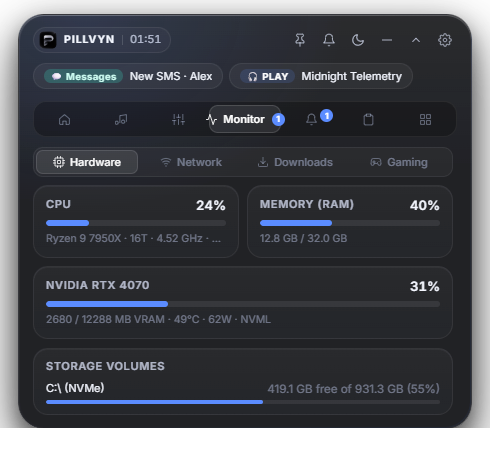 P PILLVYN | 01:51
Messages New SMS · Alex PLAY Midnight Telemetry
Monitor 1 1
Hardware Network Downloads Gaming
CPU 24% MEMORY (RAM) 40%
Ryzen 9 7950X · 16T · 4.52 GHz · ... 12.8 GB / 32.0 GB
NVIDIA RTX 4070 31%
2680 / 12288 MB VRAM · 49°C · 62W · NVML
STORAGE VOLUMES
C:\ (NVMe) 419.1 GB free of 931.3 GB (55%)